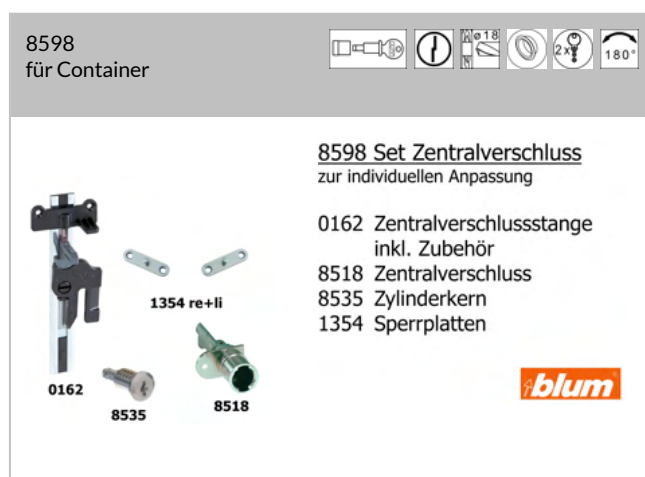 8598
für Container
ø18
2x
180°
8598 Set Zentralverschluss
zur individuellen Anpassung
0162 Zentralverschlussstange
inkl. Zubehör
8518 Zentralverschluss
8535 Zylinderkern
1354 Sperrplatten
1354 re+li
0162
8535
8518
blum